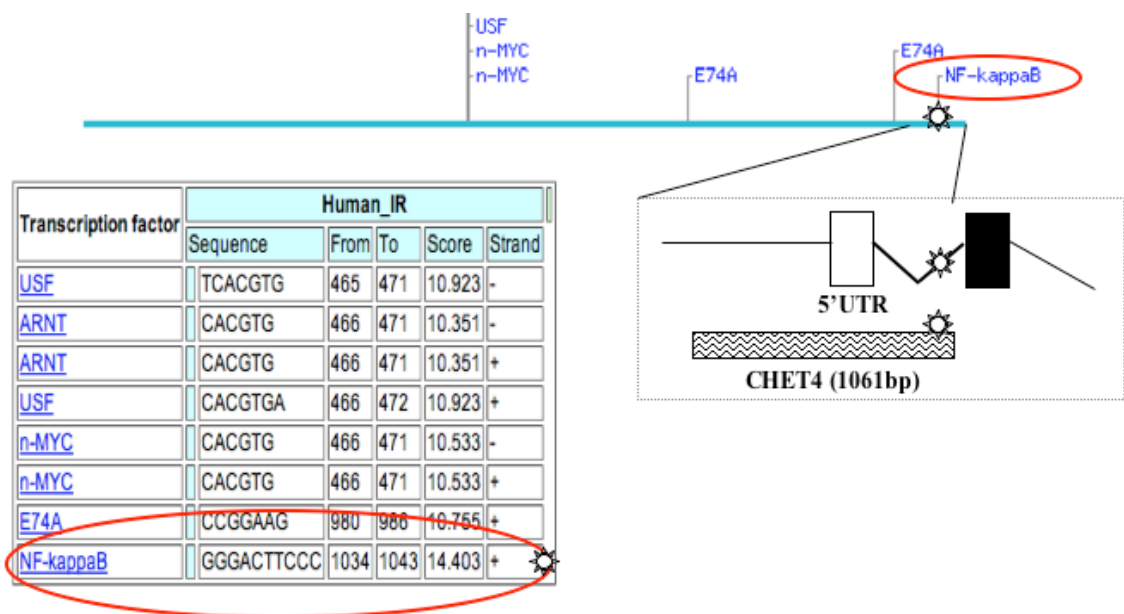 USF
n-MYC
n-MYC
E74A
E74A
NF-kappaB
Transcription factor Human_IR
Sequence From To Score Strand
USF TCACGTG 465 471 10.923 -
ARNT CACGTG 466 471 10.351 -
ARNT CACGTG 466 471 10.351 +
USF CACGTGA 466 472 10.923 +
n-MYC CACGTG 466 471 10.533 -
n-MYC CACGTG 466 471 10.533 +
E74A CCGGAAG 980 986 10.755 +
NF-kappaB GGGACTTCCC 1034 1043 14.403 +
5’UTR
CHET4 (1061bp)